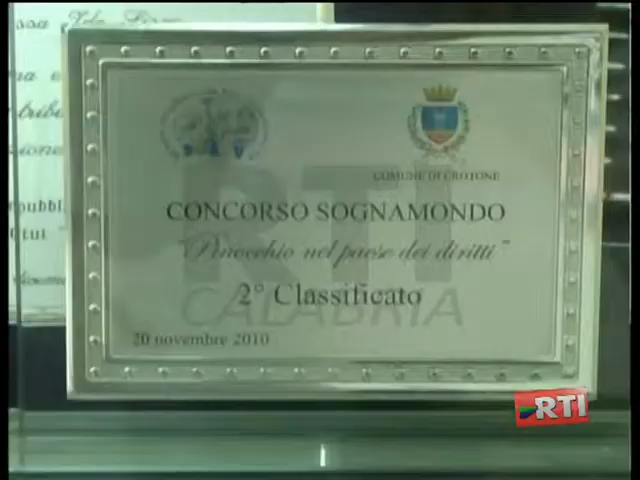 COMUNE DI CROTONE
CONCORSO SOGNAMONDO
"Pinocchio nel paese dei diritti"
2° Classificato
20 novembre 2010
RTI
CALABRIA
RTI